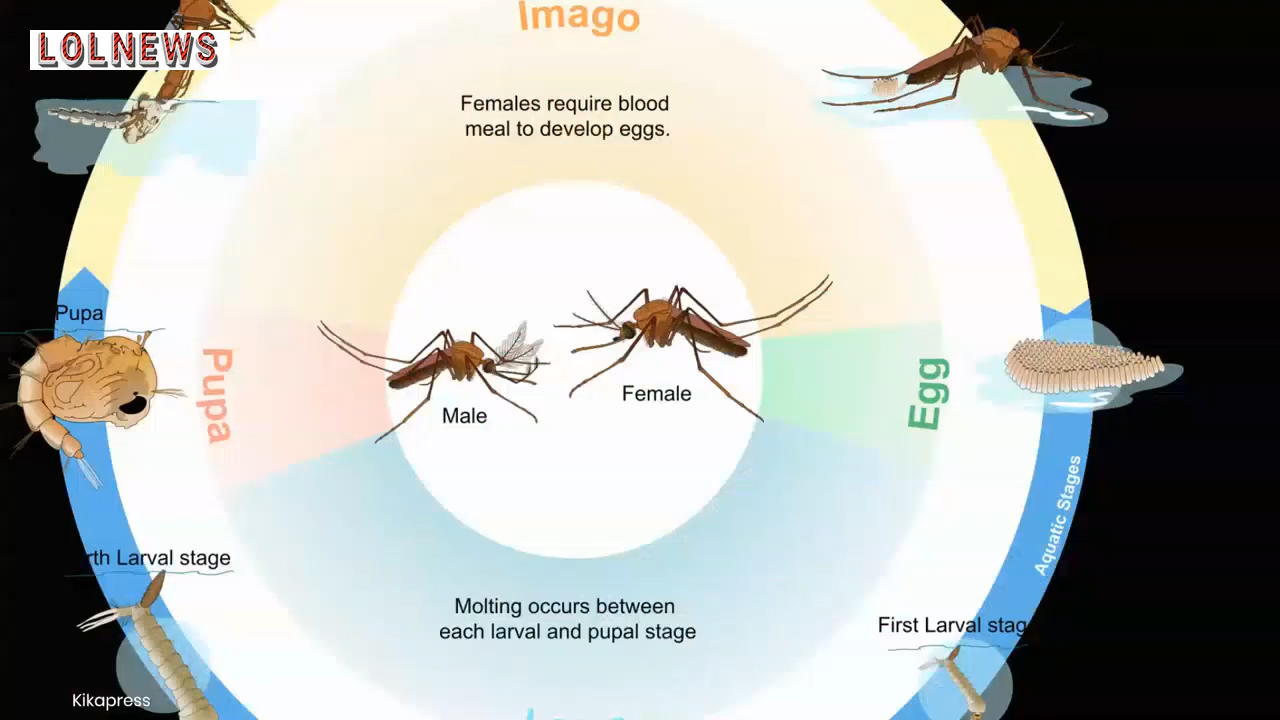 Imago
LOLNEWS
Females require blood
meal to develop eggs.
Pupa
Pupa
Male
Female
Egg
Aquatic Stages
rth Larval stage
Molting occurs between
each larval and pupal stage
First Larval stag
Kikapress